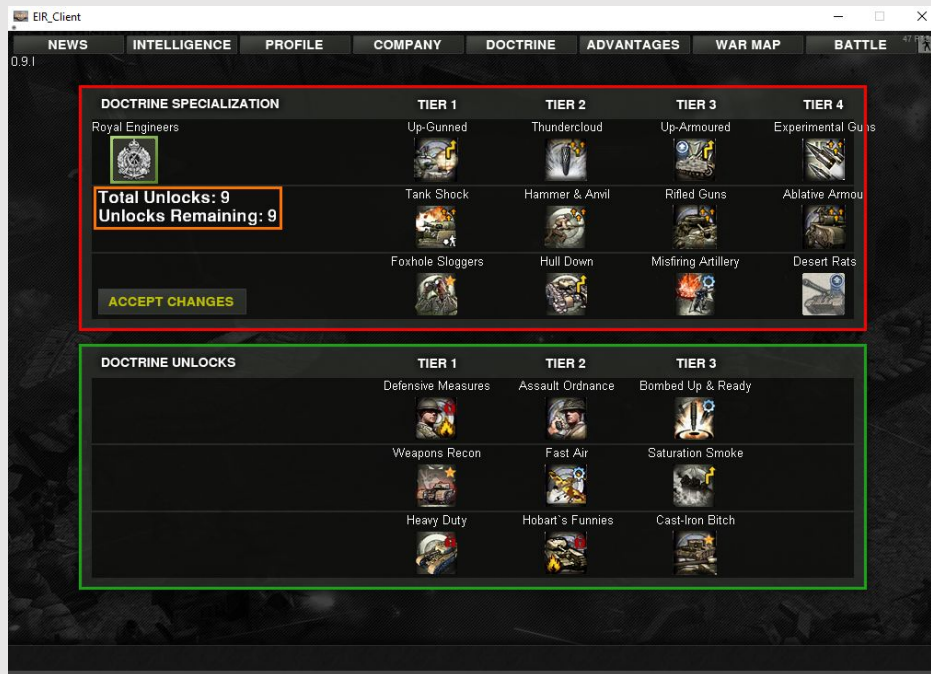 EIR_Client
NEWS INTELLIGENCE PROFILE COMPANY DOCTRINE ADVANTAGES WAR MAP BATTLE
0.9.I
DOCTRINE SPECIALIZATION TIER 1 TIER 2 TIER 3 TIER 4
Royal Engineers Up-Gunned Thundercloud Up-Armoured Experimental Guns
Total Unlocks: 9
Unlocks Remaining: 9
Tank Shock Hammer & Anvil Rifled Guns Ablative Armou
Foxhole Sloggers Hull Down Misfiring Artillery Desert Rats
ACCEPT CHANGES
DOCTRINE UNLOCKS TIER 1 TIER 2 TIER 3
Defensive Measures Assault Ordnance Bombed Up & Ready
Weapons Recon Fast Air Saturation Smoke
Heavy Duty Hobart`s Funnies Cast-Iron Bitch